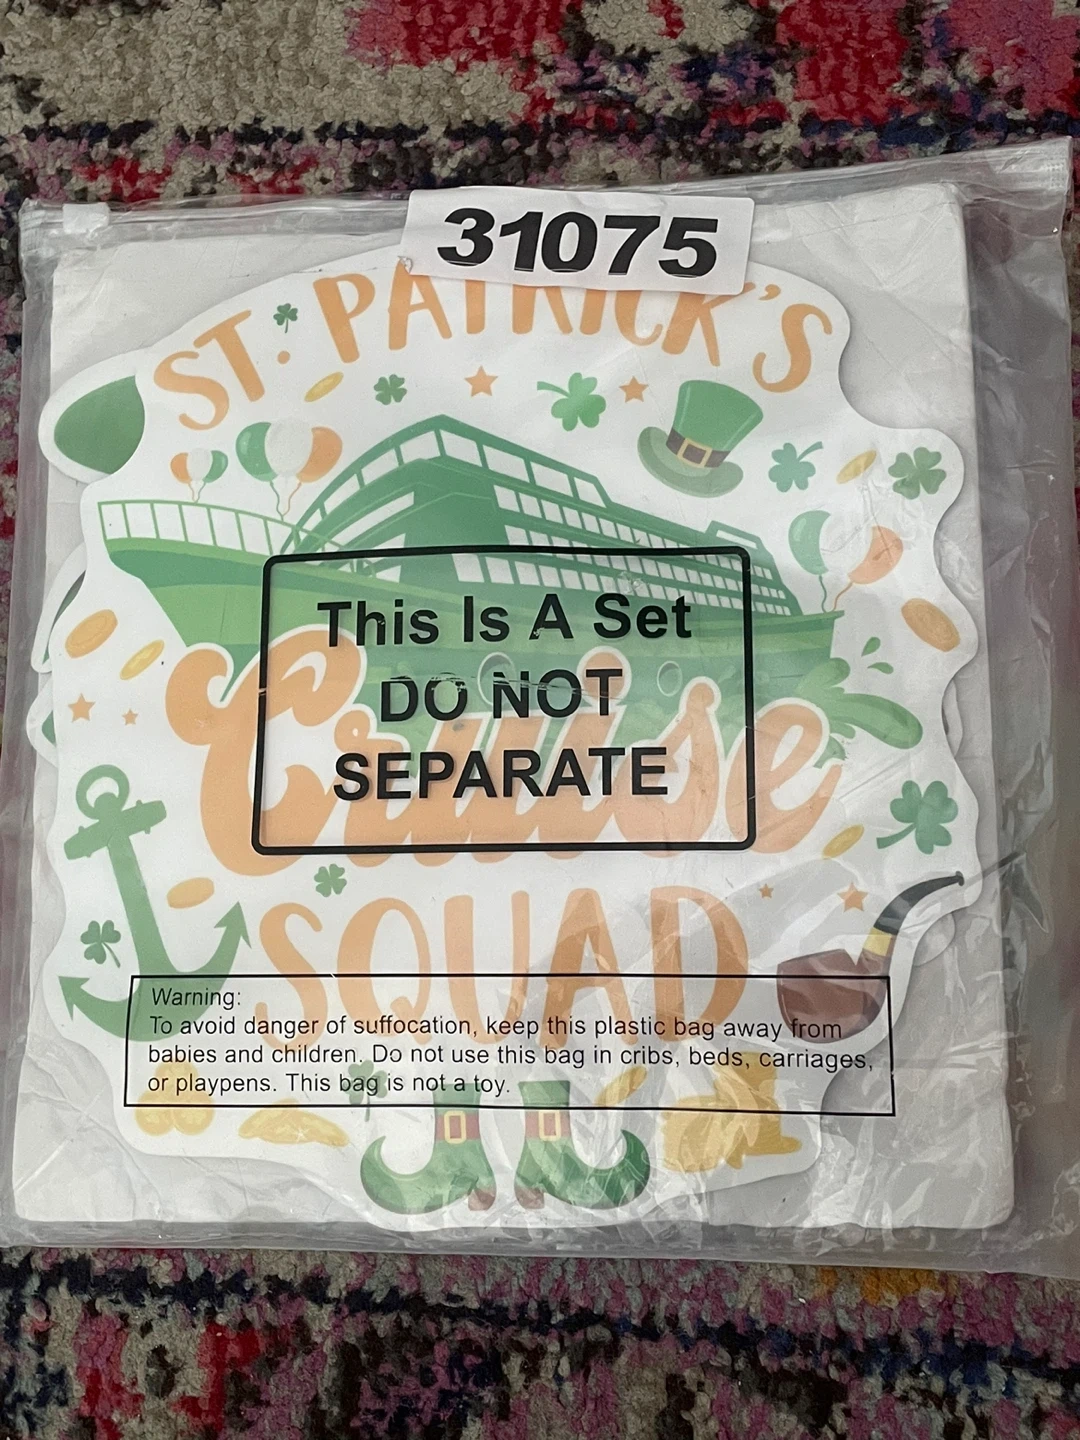 31075
ST. PATRICK'S
This Is A Set
DO NOT
SEPARATE
Cruise
SQUAD
Warning:
To avoid danger of suffocation, keep this plastic bag away from
babies and children. Do not use this bag in cribs, beds, carriages,
or playpens. This bag is not a toy.